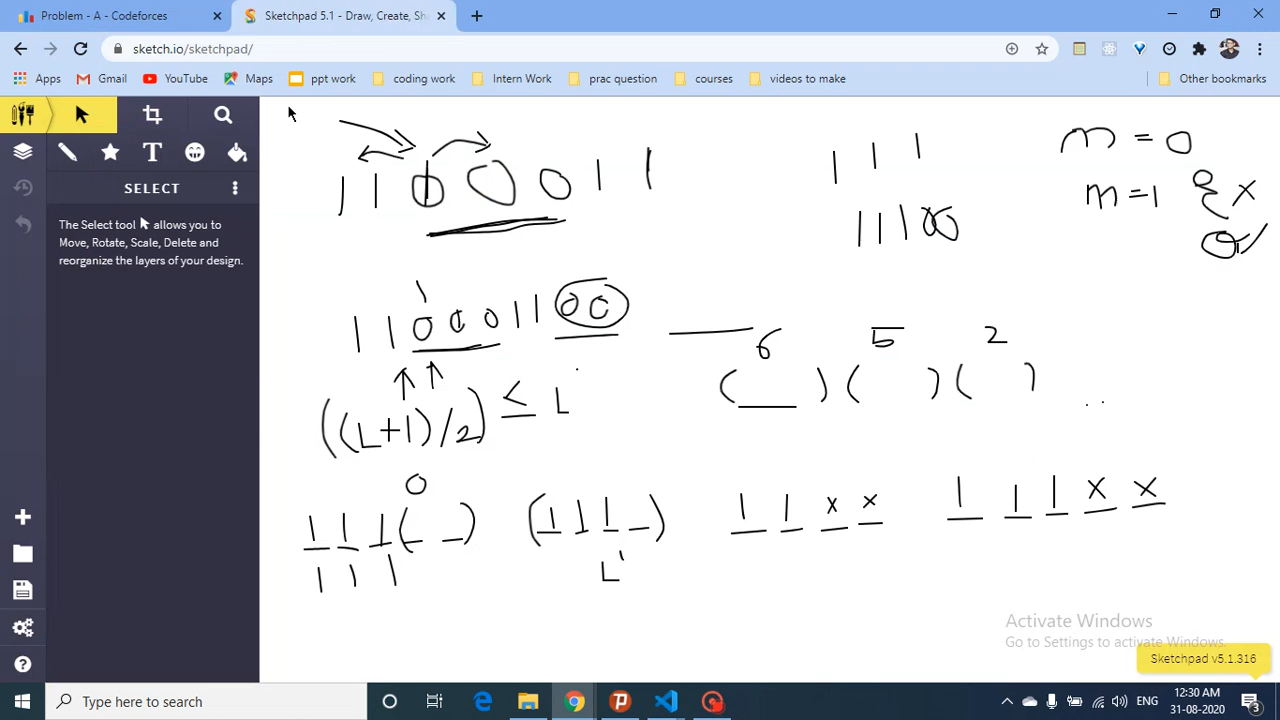 Problem - A - Codeforces
Sketchpad 5.1 - Draw, Create, Sh
sketch.io/sketchpad/
Apps Gmail YouTube Maps ppt work coding work Intern Work prac question courses videos to make Other bookmarks
SELECT
The Select tool allows you to
Move, Rotate, Scale, Delete and
reorganize the layers of your design.
1 1 0 0 0 1 1
1 1 1
m = 0
m = 1
x
1 1 1 0 0
1 1 0 0 0 1 1 0 0
6 5 2
( ) ( ) ( )
((L+1)/2) ≤ L
0
1 1 1 ( _ _ ) ( 1 1 1 _ ) 1 1 x x 1 1 1 x x
1 1 1
L'
Activate Windows
Go to Settings to activate Windows.
Sketchpad v5.1.316
Type here to search
ENG
12:30 AM
31-08-2020
3